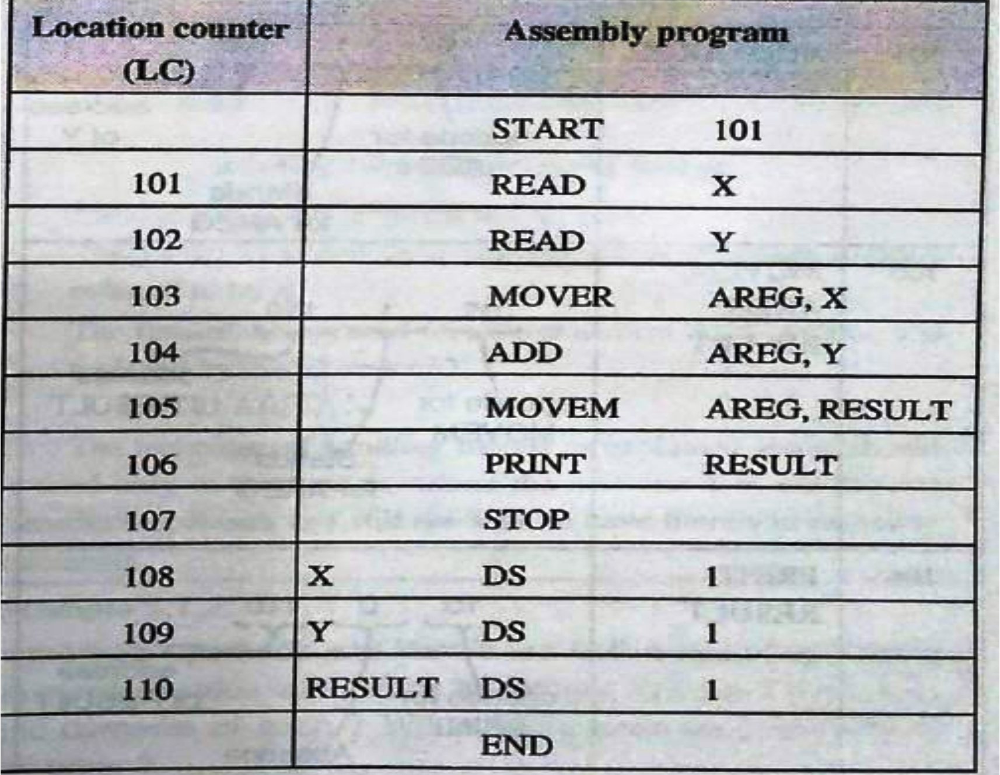 Location counter (LC) Assembly program
START 101
101 READ X
102 READ Y
103 MOVER AREG, X
104 ADD AREG, Y
105 MOVEM AREG, RESULT
106 PRINT RESULT
107 STOP
108 X DS 1
109 Y DS 1
110 RESULT DS 1
END